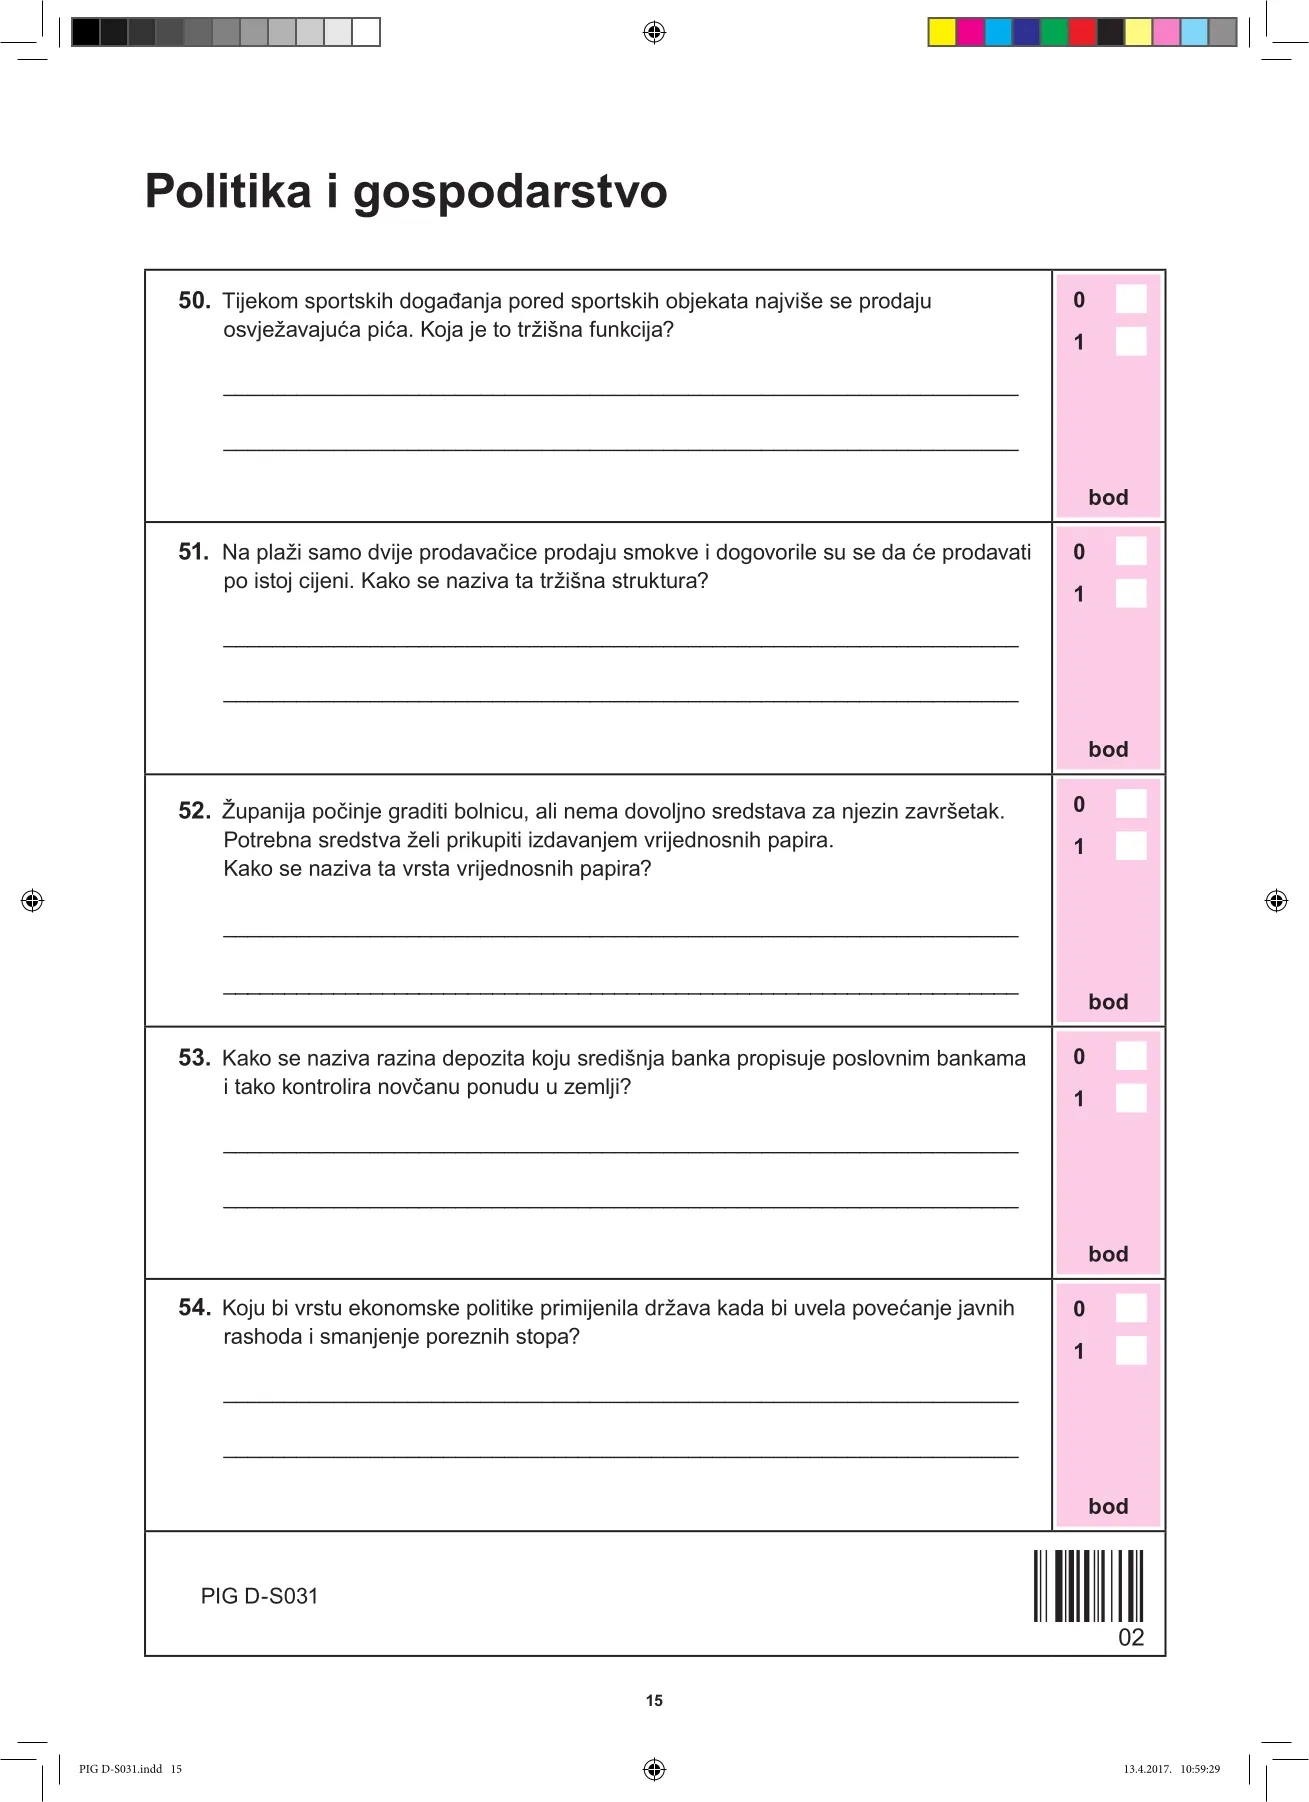 Politika i gospodarstvo
50. Tijekom sportskih događanja pored sportskih objekata najviše se prodaju
osvježavajuća pića. Koja je to tržišna funkcija?
0
1
bod
51. Na plaži samo dvije prodavačice prodaju smokve i dogovorile su se da će prodavati
po istoj cijeni. Kako se naziva ta tržišna struktura?
0
1
bod
52. Županija počinje graditi bolnicu, ali nema dovoljno sredstava za njezin završetak.
Potrebna sredstva želi prikupiti izdavanjem vrijednosnih papira.
Kako se naziva ta vrsta vrijednosnih papira?
0
1
bod
53. Kako se naziva razina depozita koju središnja banka propisuje poslovnim bankama
i tako kontrolira novčanu ponudu u zemlji?
0
1
bod
54. Koju bi vrstu ekonomske politike primijenila država kada bi uvela povećanje javnih
rashoda i smanjenje poreznih stopa?
0
1
bod
PIG D-S031
02
15
PIG D-S031.indd 15
13.4.2017. 10:59:29